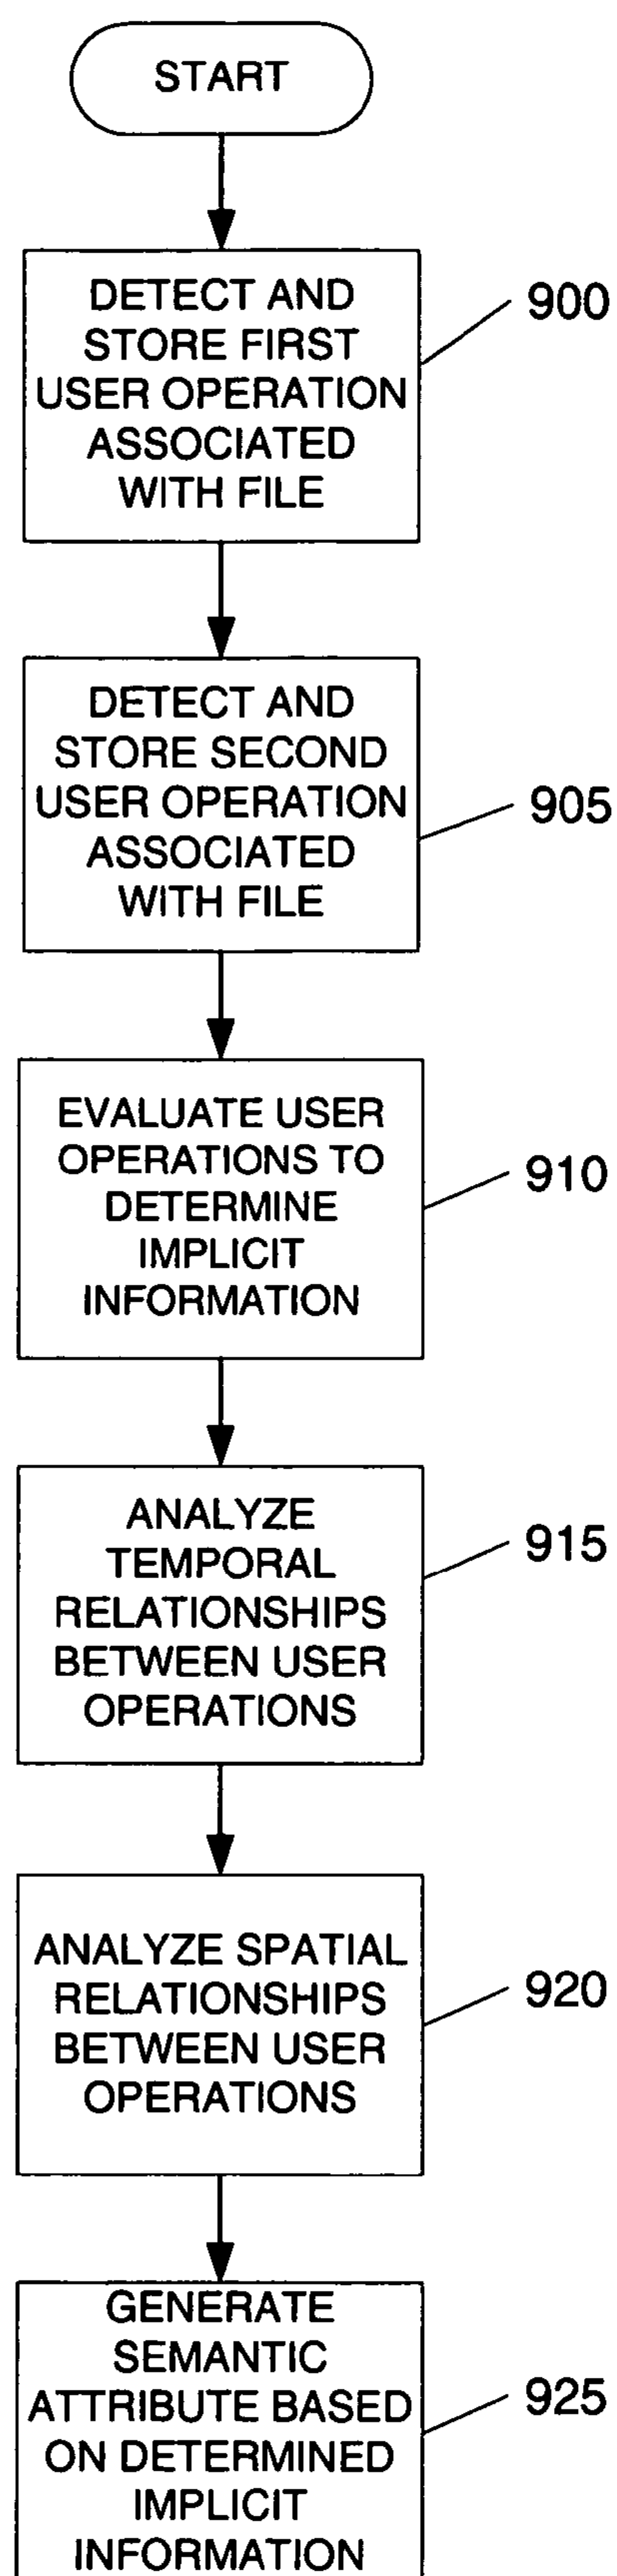 START
DETECT AND
STORE FIRST
USER OPERATION
ASSOCIATED
WITH FILE
900
DETECT AND
STORE SECOND
USER OPERATION
ASSOCIATED
WITH FILE
905
EVALUATE USER
OPERATIONS TO
DETERMINE
IMPLICIT
INFORMATION
910
ANALYZE
TEMPORAL
RELATIONSHIPS
BETWEEN USER
OPERATIONS
915
ANALYZE SPATIAL
RELATIONSHIPS
BETWEEN USER
OPERATIONS
920
GENERATE
SEMANTIC
ATTRIBUTE BASED
ON DETERMINED
IMPLICIT
INFORMATION
925